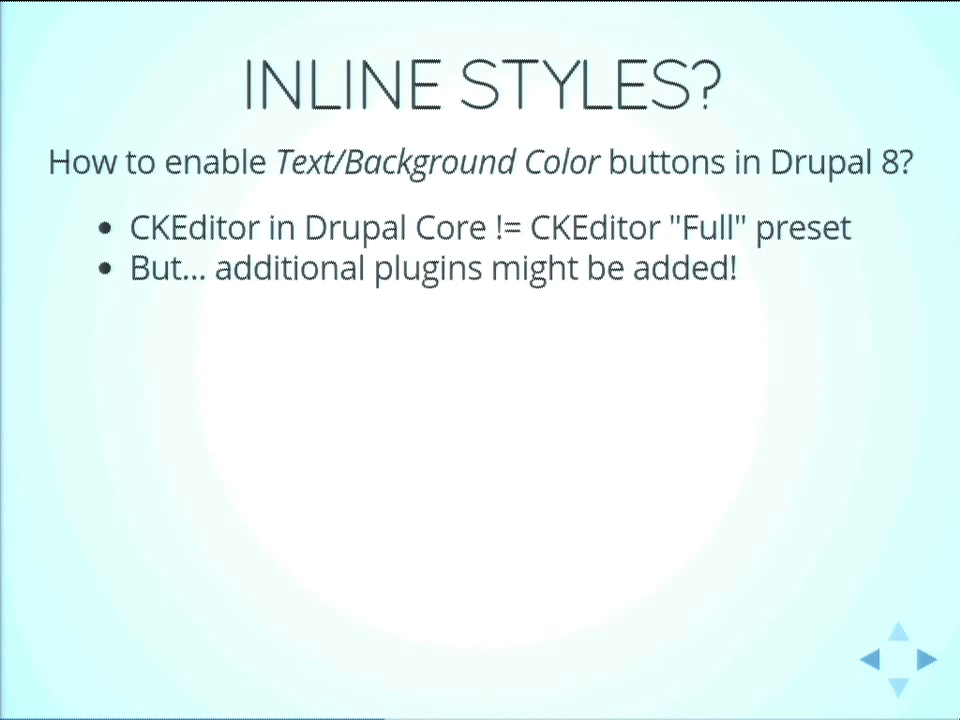 INLINE STYLES?
How to enable Text/Background Color buttons in Drupal 8?
• CKEditor in Drupal Core != CKEditor "Full" preset
• But... additional plugins might be added!